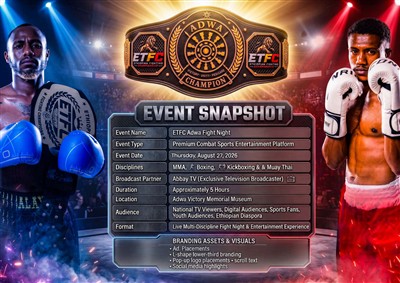 ADWA
ETFC
ETFC
CHAMPION
ETFC
EVENT SNAPSHOT
Event Name ETFC Adwa Fight Night
Event Type Premium Combat Sports Entertainment Platform
Event Date Thursday, August 27, 2026
Disciplines MMA, Boxing, Kickboxing & & Muay Thai
Broadcast Partner Abbay TV (Exclusive Television Broadcaster)
Duration Approximately 5 Hours
Location Adwa Victory Memorial Museum
Audience National TV Viewers, Digital Audiences, Sports Fans,
Youth Audiences, Ethiopian Diaspora
Format Live Multi-Discipline Fight Night & Entertainment Experience
BRANDING ASSETS & VISUALS
• Ad. Placements
• L-shape lower-third branding
• Pop-up logo placements • scroll text
• Social media highlights